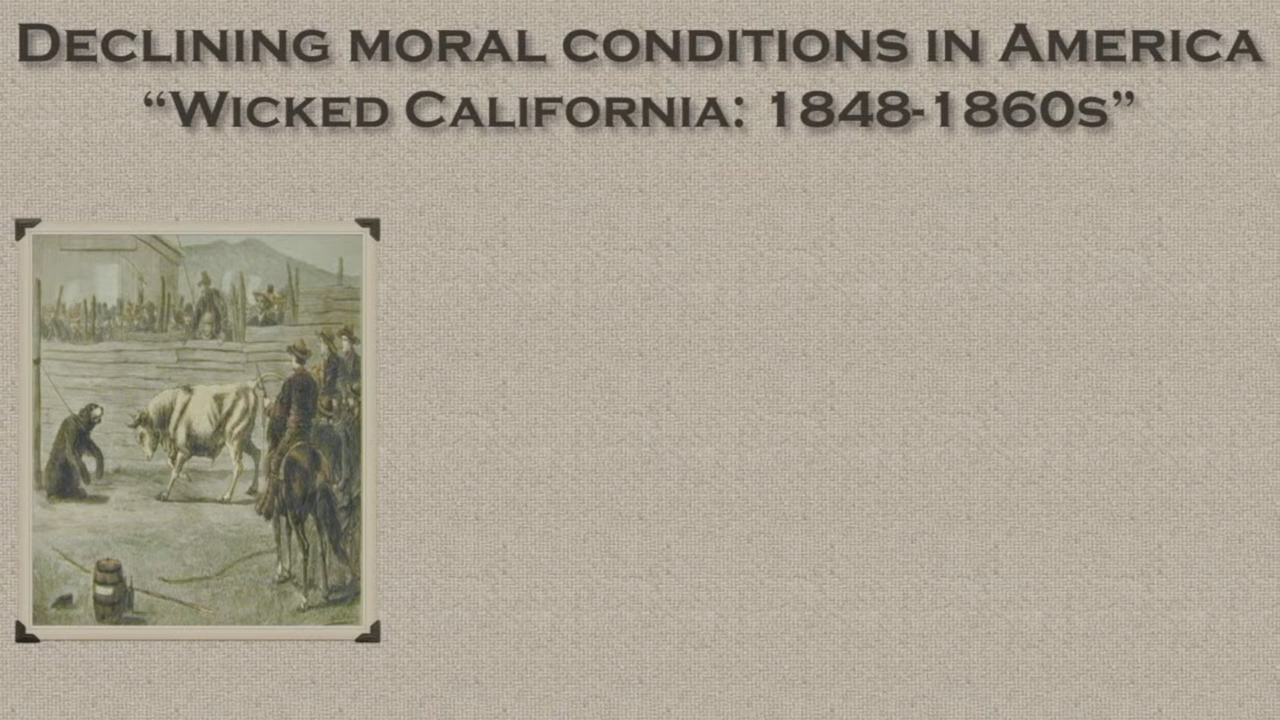 Declining moral conditions in America
“Wicked California: 1848-1860s”